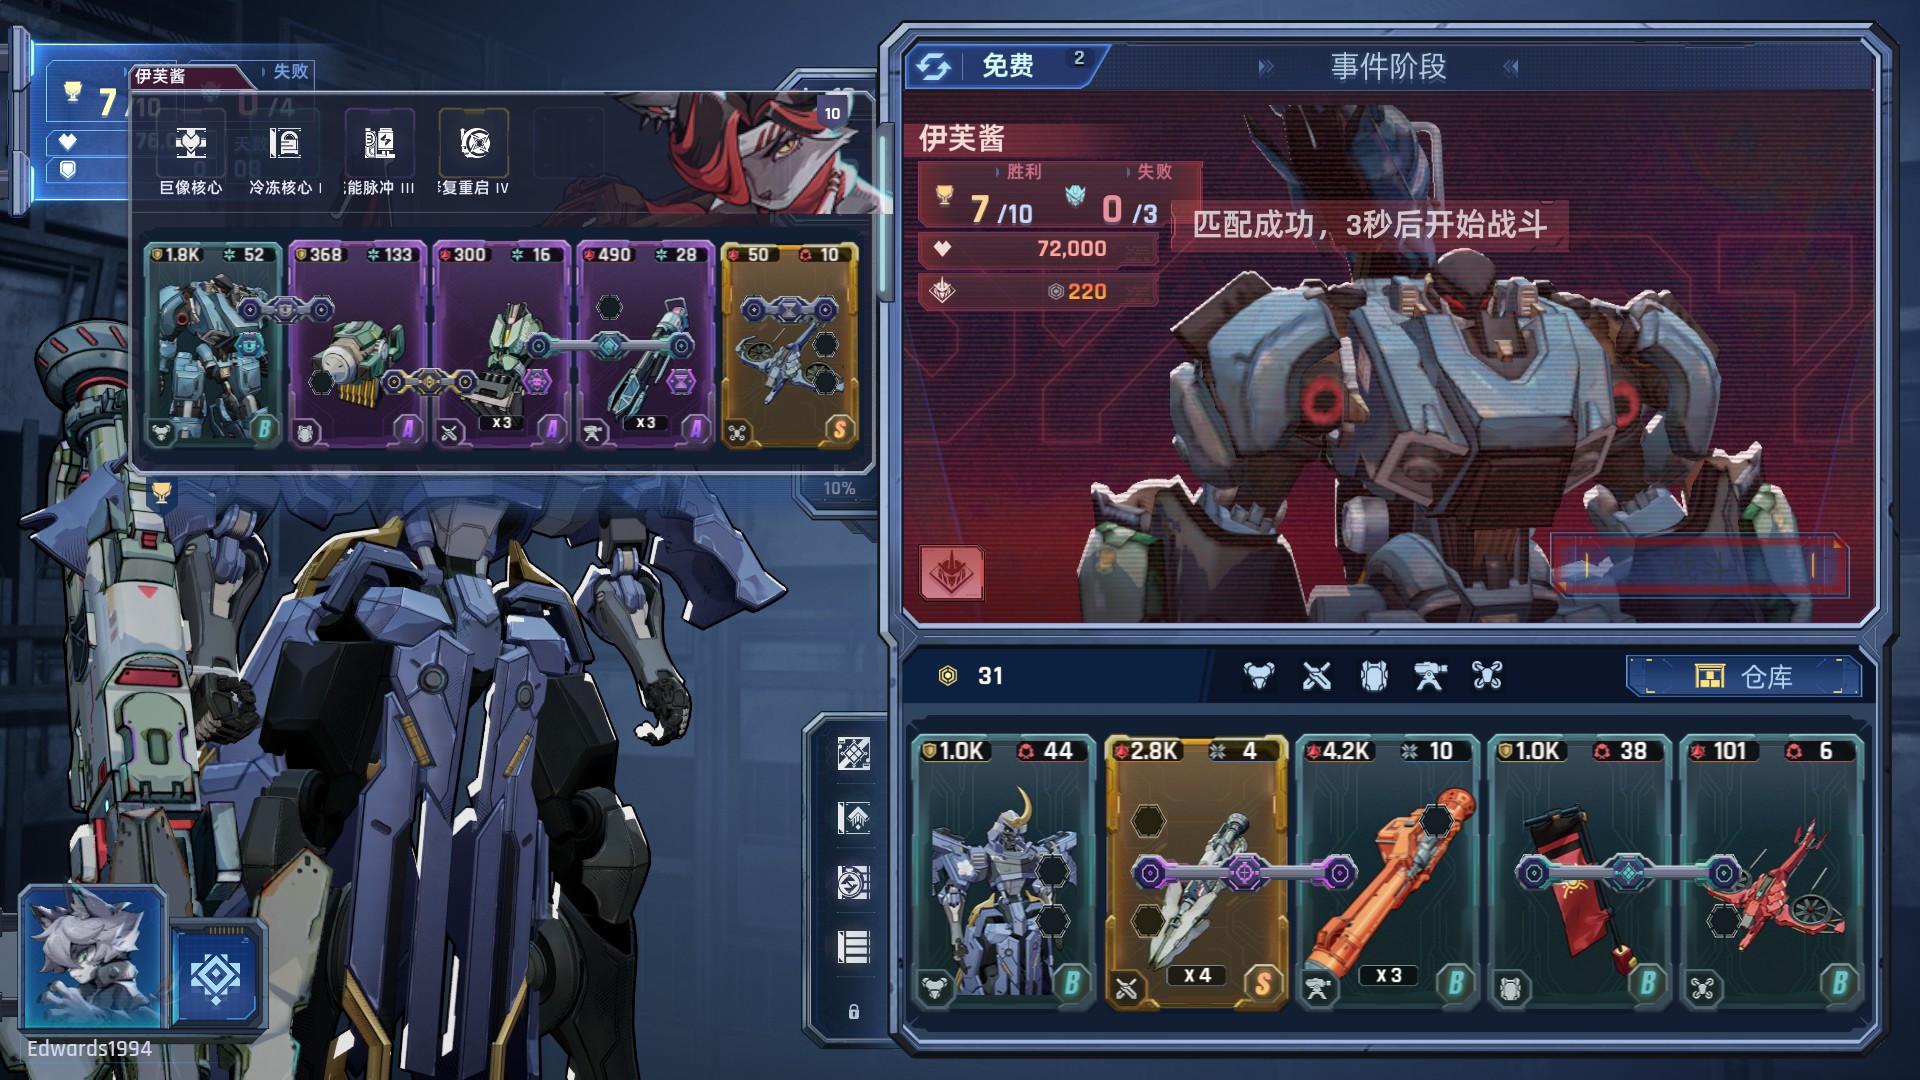 失败
7/10
0/4
10%
伊芙酱
10
巨像核心
冷冻核心 I
能脉冲 III
复重启 IV
1.8K 52
368 133
300 16
490 28
50 10
B
A
x3 A
x3 A
S
Edwards1994
免费 2
事件阶段
伊芙酱
胜利 失败
7/10 0/3
72,000
220
匹配成功，3秒后开始战斗
31
仓库
1.0K 44
2.8K 4
4.2K 10
1.0K 38
101 6
B
x4 S
x3 B
B
B